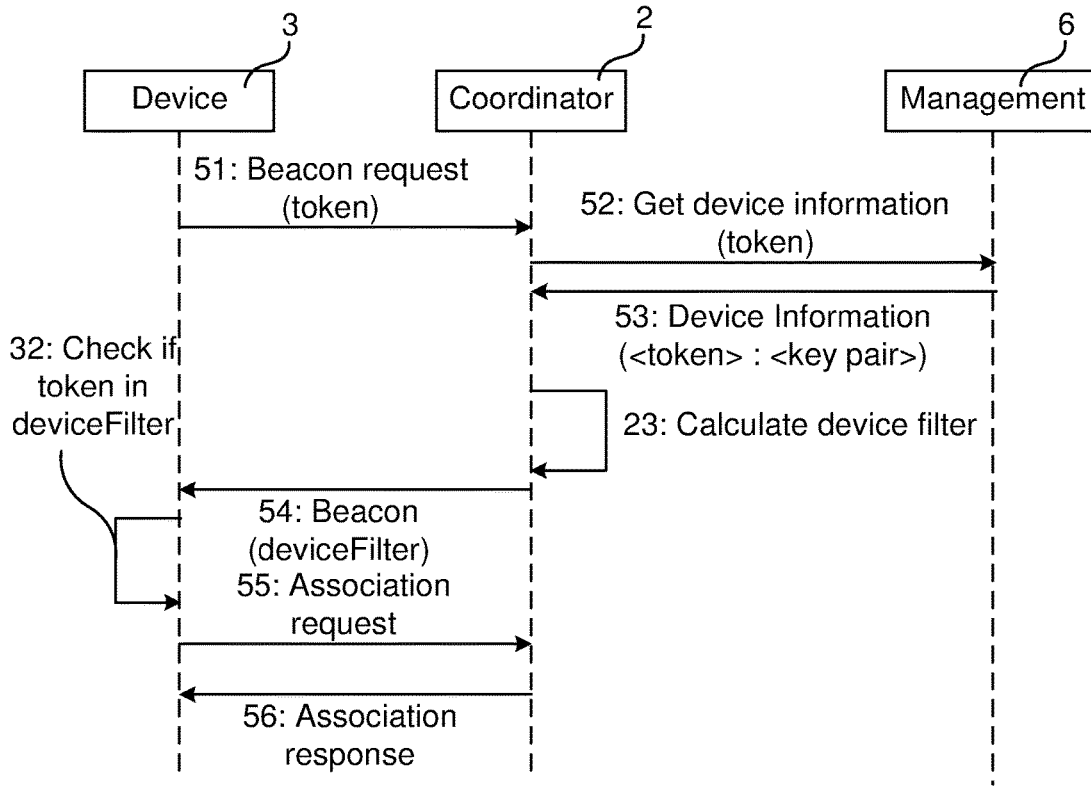 3
2
6
Device
Coordinator
Management
51: Beacon request
(token)
52: Get device information
(token)
53: Device Information
(<token> : <key pair>)
32: Check if
token in
deviceFilter
23: Calculate device filter
54: Beacon
(deviceFilter)
55: Association
request
56: Association
response